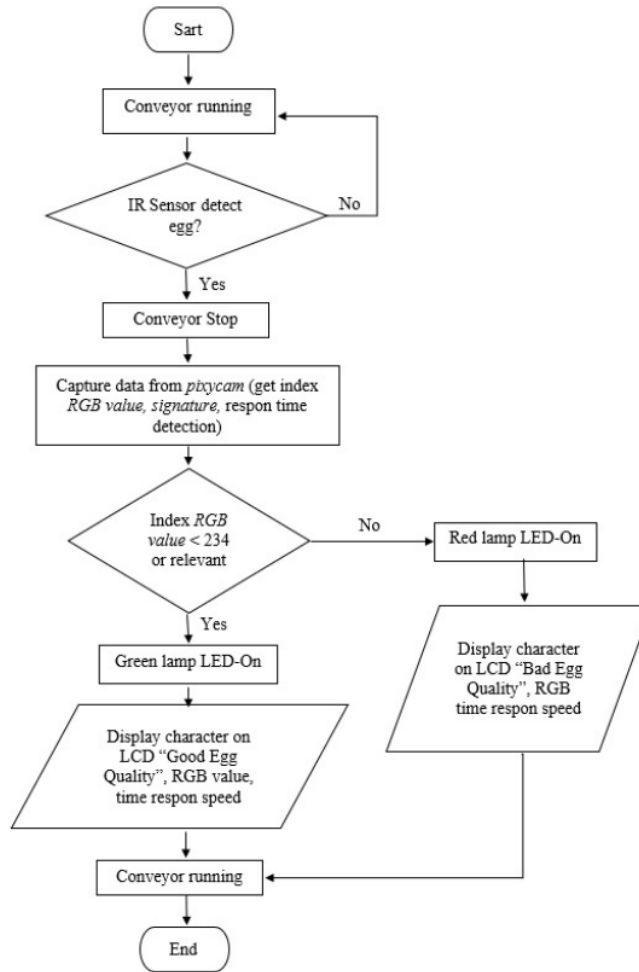 Sart
Conveyor running
IR Sensor detect
egg?
No
Yes
Conveyor Stop
Capture data from pixycam (get index
RGB value, signature, respon time
detection)
Index RGB
value < 234
or relevant
No
Red lamp LED-On
Yes
Green lamp LED-On
Display character
on LCD “Bad Egg
Quality”, RGB
time respon speed
Display character on
LCD “Good Egg
Quality”, RGB value,
time respon speed
Conveyor running
End